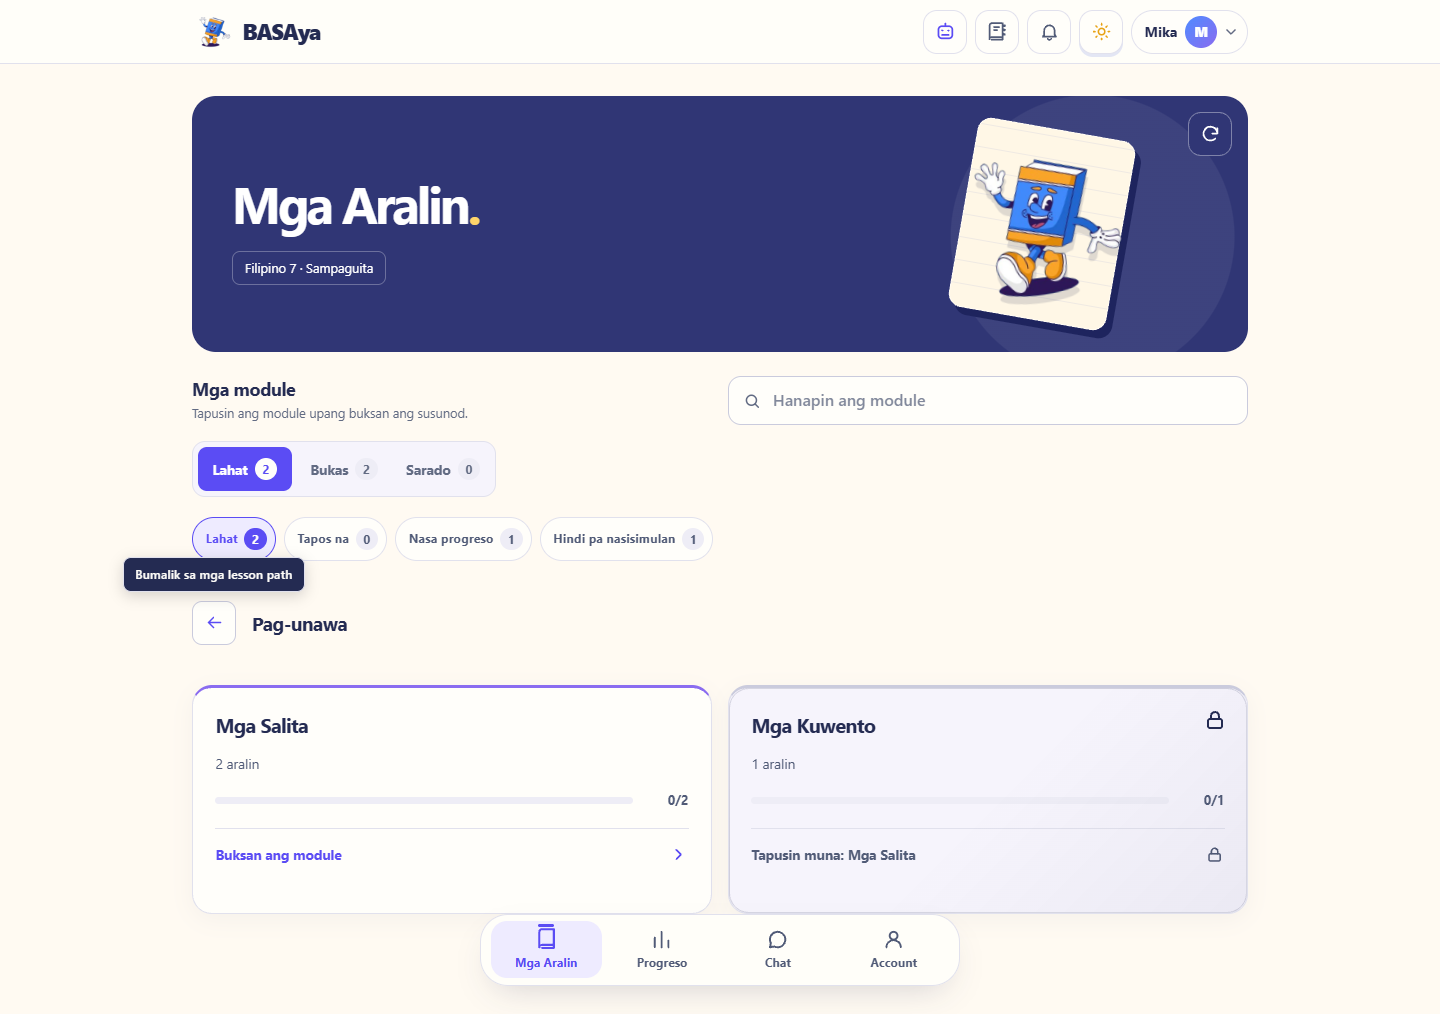 BASAya
Mika M
Mga Aralin.
Filipino 7 · Sampaguita
Mga module
Tapusin ang module upang buksan ang susunod.
Hanapin ang module
Lahat 2 Bukas 2 Sarado 0
Lahat 2 Tapos na 0 Nasa progreso 1 Hindi pa nasisimulan 1
Bumalik sa mga lesson path
Pag-unawa
Mga Salita
2 aralin
0/2
Buksan ang module
Mga Kuwento
1 aralin
0/1
Tapusin muna: Mga Salita
Mga Aralin Progreso Chat Account